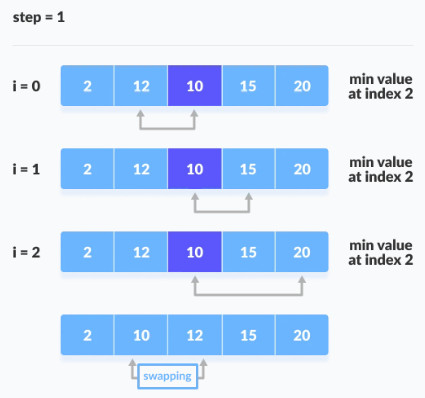 step = 1
i = 0
2 12 10 15 20
min value
at index 2
i = 1
2 12 10 15 20
min value
at index 2
i = 2
2 12 10 15 20
min value
at index 2
2 10 12 15 20
swapping